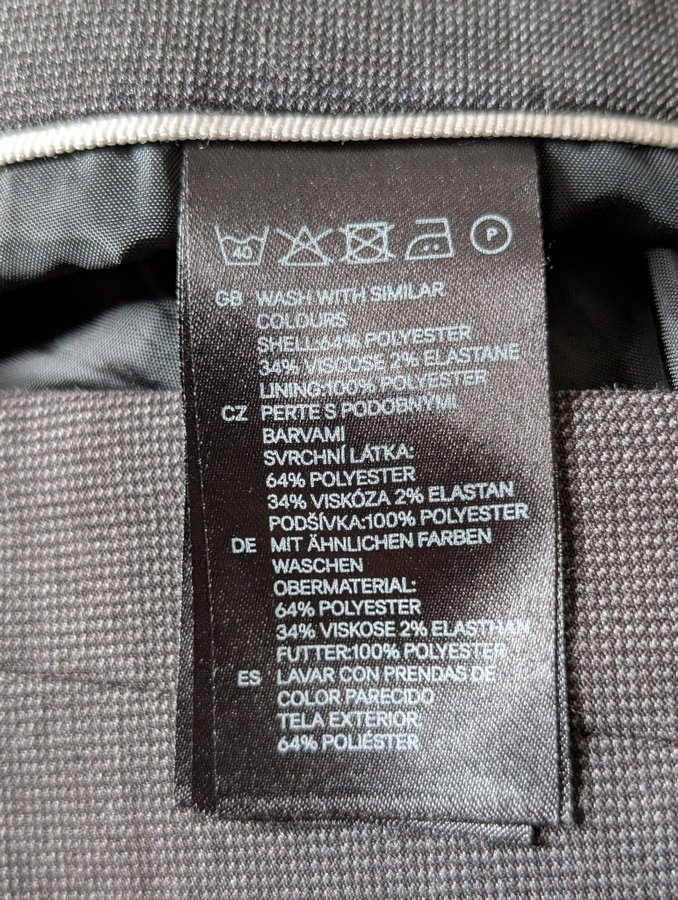 40 P
GB WASH WITH SIMILAR
COLOURS
SHELL:64% POLYESTER
34% VISCOSE 2% ELASTANE
LINING:100% POLYESTER
CZ PERTE S PODOBNÝMI
BARVAMI
SVRCHNÍ LÁTKA:
64% POLYESTER
34% VISKÓZA 2% ELASTAN
PODŠÍVKA:100% POLYESTER
DE MIT ÄHNLICHEN FARBEN
WASCHEN
OBERMATERIAL:
64% POLYESTER
34% VISKOSE 2% ELASTHAN
FUTTER:100% POLYESTER
ES LAVAR CON PRENDAS DE
COLOR PARECIDO
TELA EXTERIOR:
64% POLIÉSTER